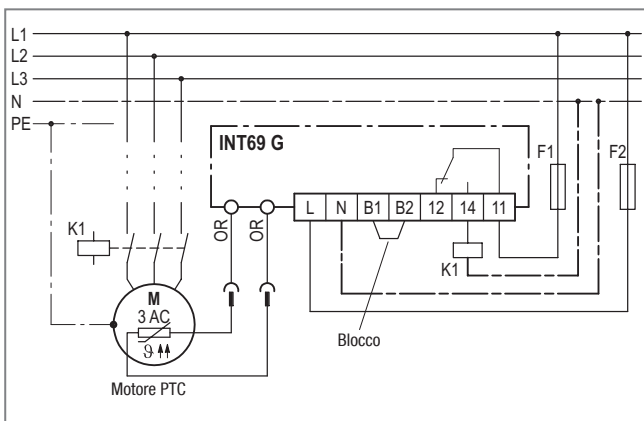 L1
L2
L3
N
PE
INT69 G
F1
F2
L N B1 B2 12 14 11
OR
OR
K1
K1
M
3 AC
ϑ
Blocco
Motore PTC